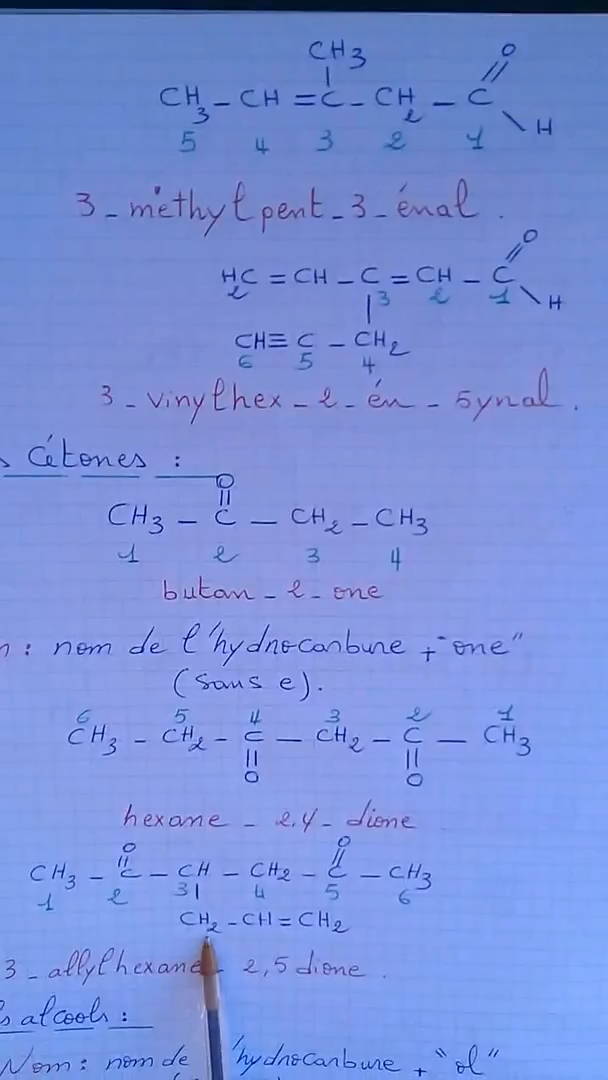 CH3
O
CH3 – CH = C – CH2 – C
H
5 4 3 2 1
3 – méthylpent – 3 – énal .
O
H2C = CH – C = CH – C
3 2 1
H
CH ≡ C – CH2
6 5 4
3 – vinylhex – 2 – én – 5ynal .
s Cétones :
O
CH3 – C – CH2 – CH3
1 2 3 4
butan – 2 – one
: nom de l'hydrocarbure + "one"
(sans e).
6 5 4 3 2 1
CH3 – CH2 – C – CH2 – C – CH3
O O
hexane – 2,4 – dione
O O
CH3 – C – CH – CH2 – C – CH3
1 2 3 4 5 6
CH2 – CH = CH2
3 – allylhexane – 2,5 dione .
s alcools :
Nom : nom de l'hydrocarbure + "ol"